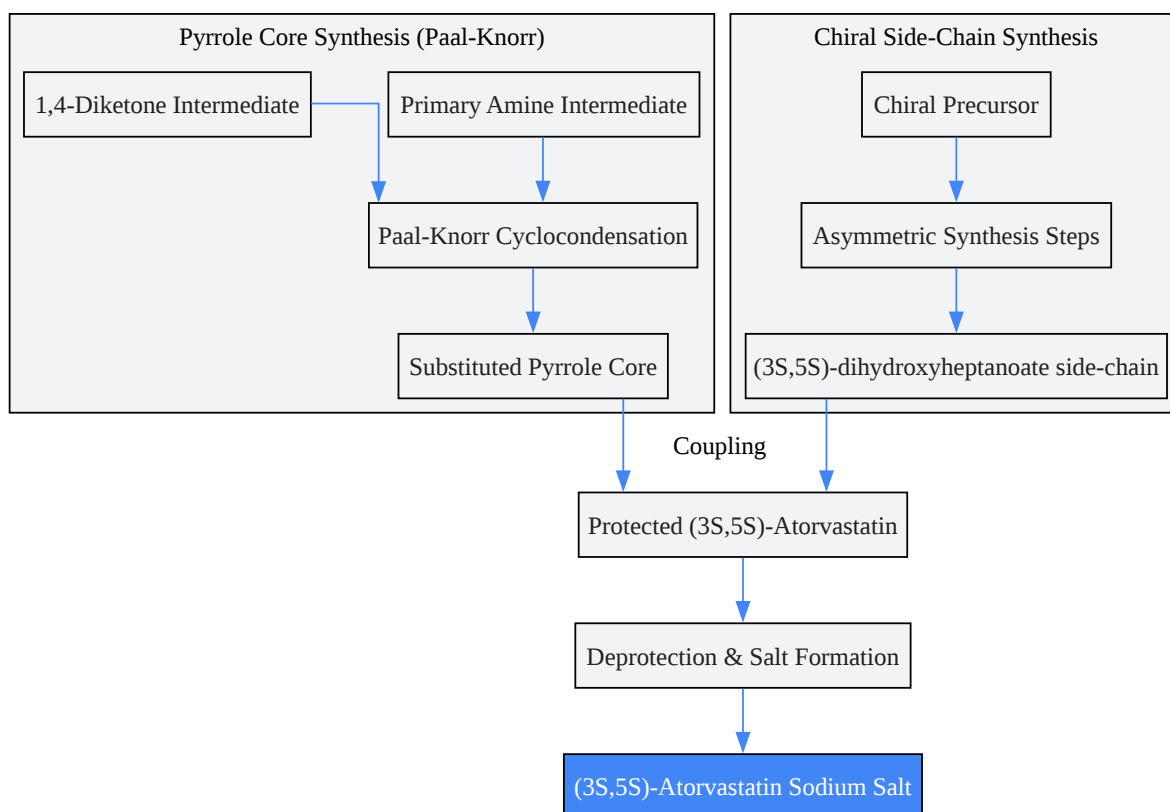 Pyrrole Core Synthesis (Paal-Knorr)
1,4-Diketone Intermediate
Primary Amine Intermediate
Paal-Knorr Cyclocondensation
Substituted Pyrrole Core
Chiral Side-Chain Synthesis
Chiral Precursor
Asymmetric Synthesis Steps
(3S,5S)-dihydroxyheptanoate side-chain
Coupling
Protected (3S,5S)-Atorvastatin
Deprotection & Salt Formation
(3S,5S)-Atorvastatin Sodium Salt